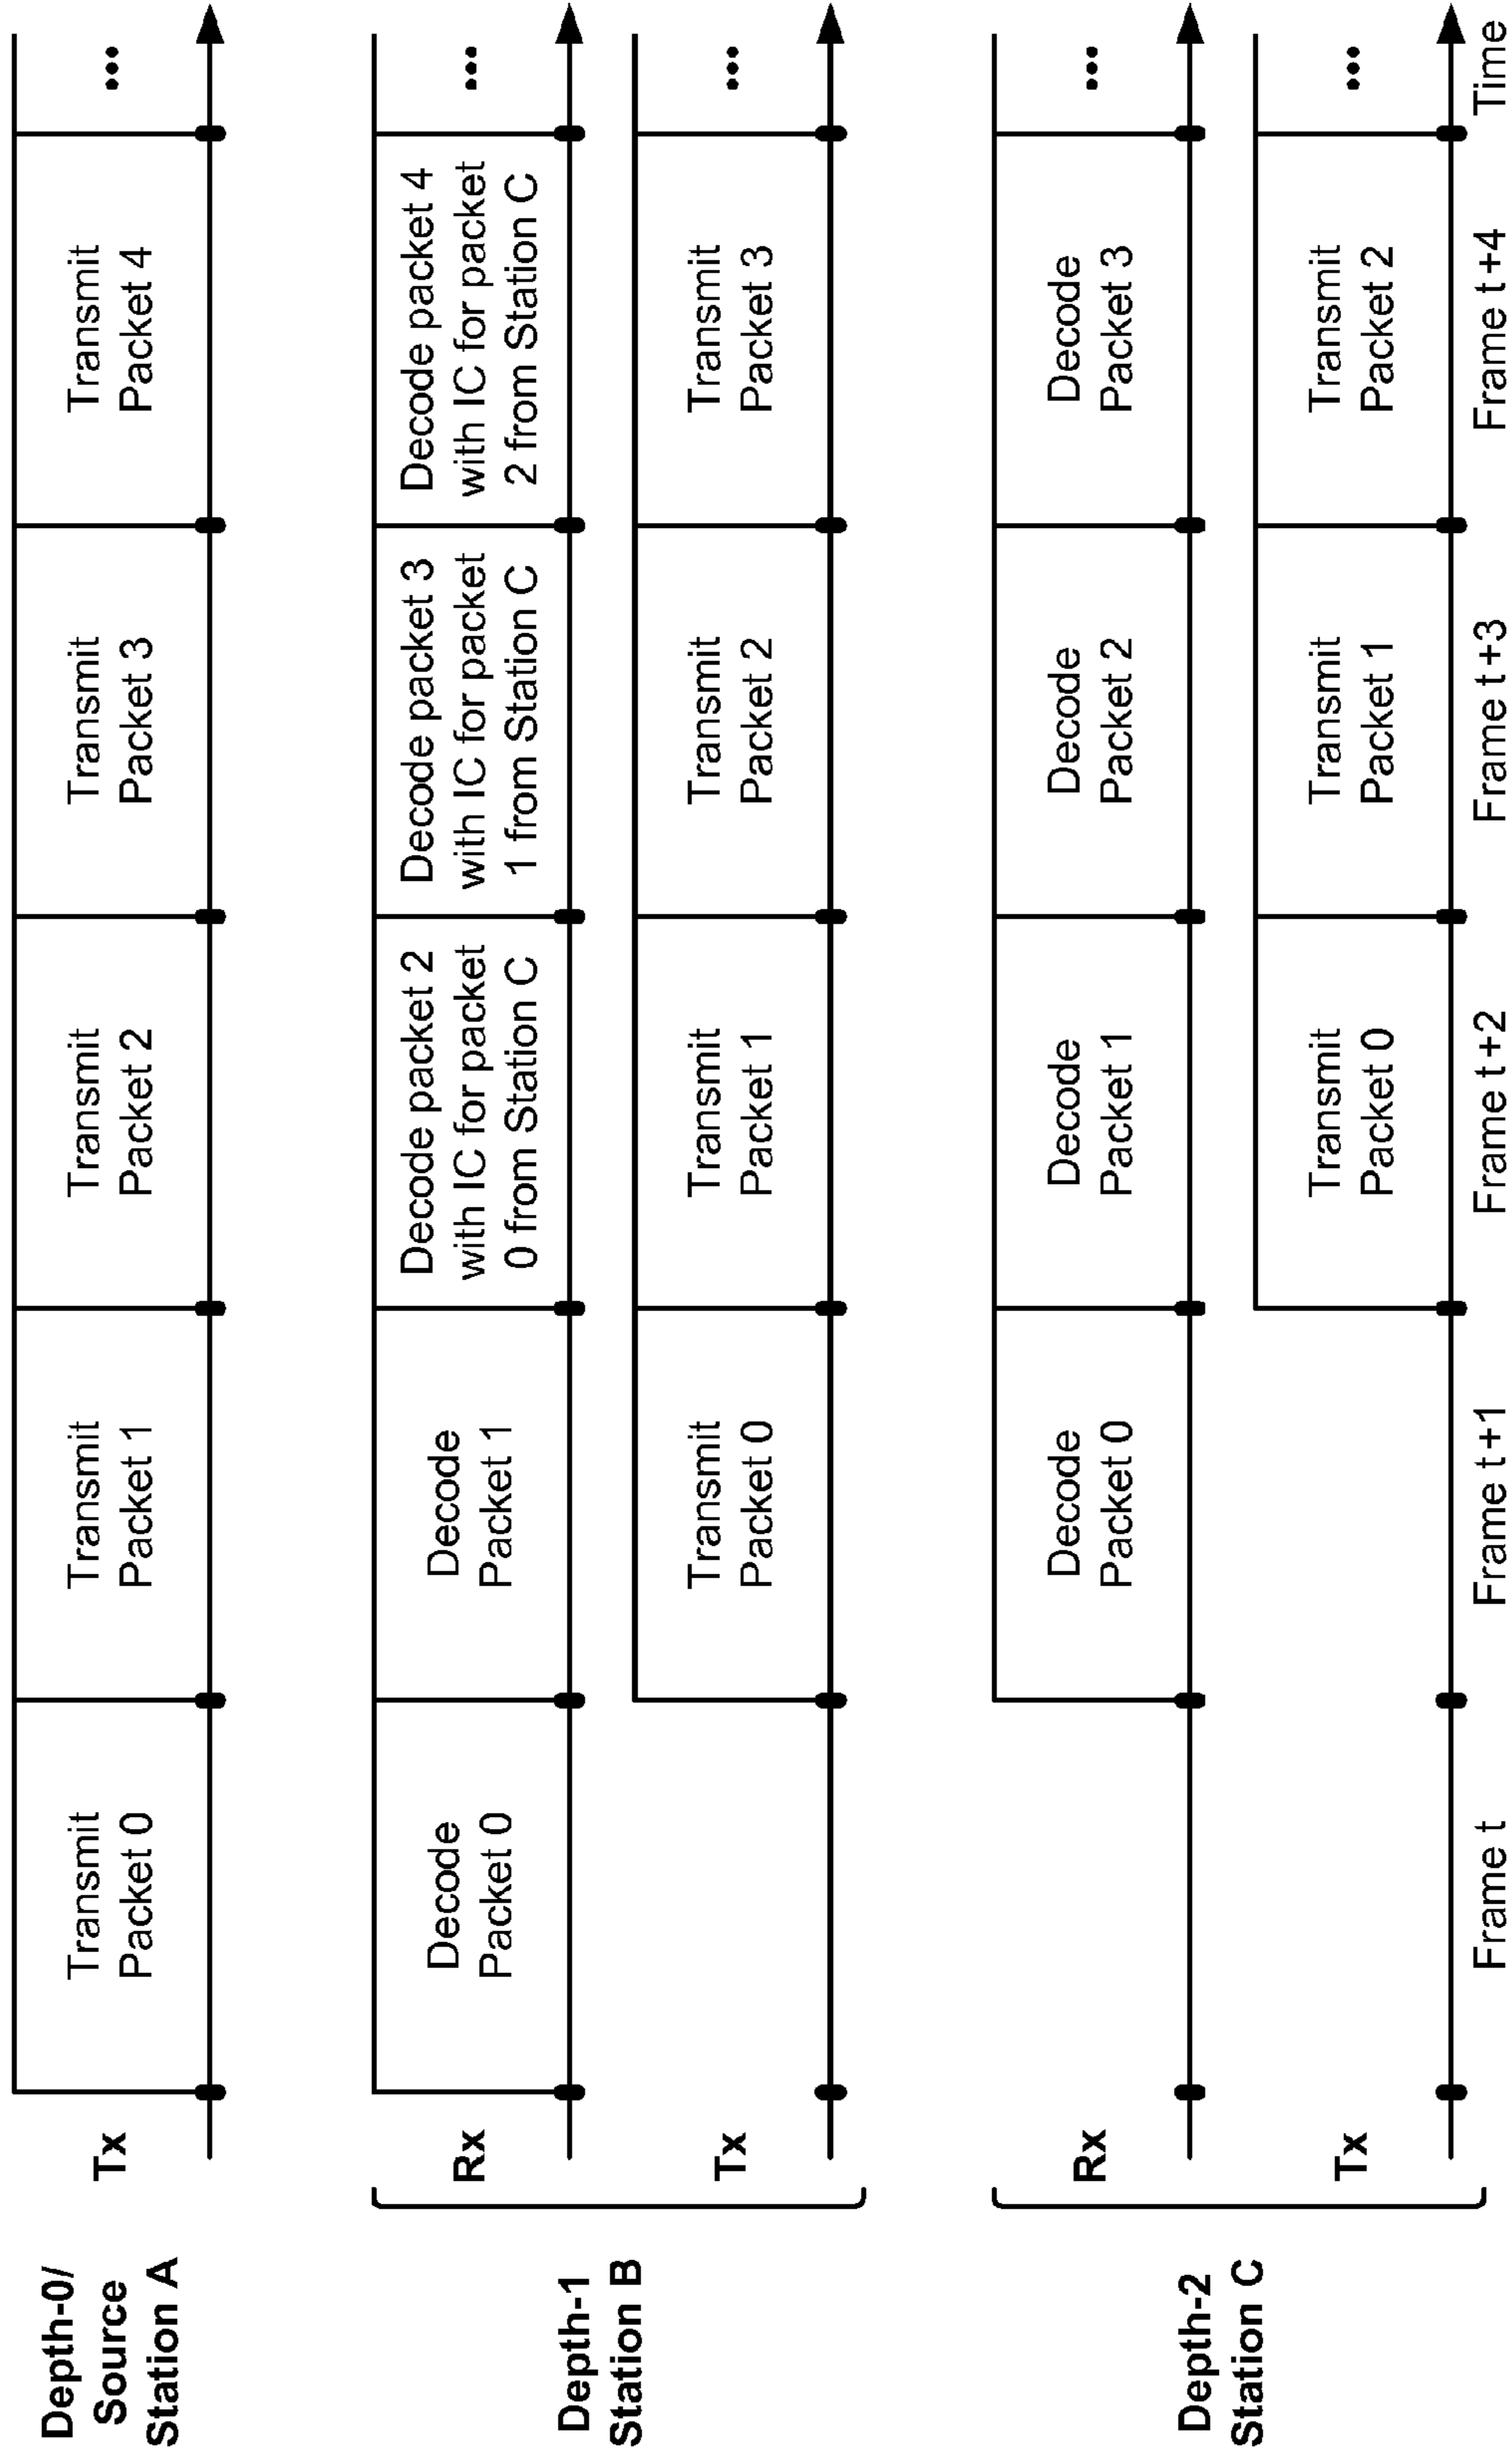 Depth-0/
Source
Station A
Tx
Transmit
Packet 0
Transmit
Packet 1
Transmit
Packet 2
Transmit
Packet 3
Transmit
Packet 4
...
Depth-1
Station B
Rx
Decode
Packet 0
Decode
Packet 1
Decode packet 2
with IC for packet
0 from Station C
Decode packet 3
with IC for packet
1 from Station C
Decode packet 4
with IC for packet
2 from Station C
...
Tx
Transmit
Packet 0
Transmit
Packet 1
Transmit
Packet 2
Transmit
Packet 3
...
Depth-2
Station C
Rx
Decode
Packet 0
Decode
Packet 1
Decode
Packet 2
Decode
Packet 3
...
Tx
Transmit
Packet 0
Transmit
Packet 1
Transmit
Packet 2
...
Frame t
Frame t+1
Frame t+2
Frame t+3
Frame t+4
Time